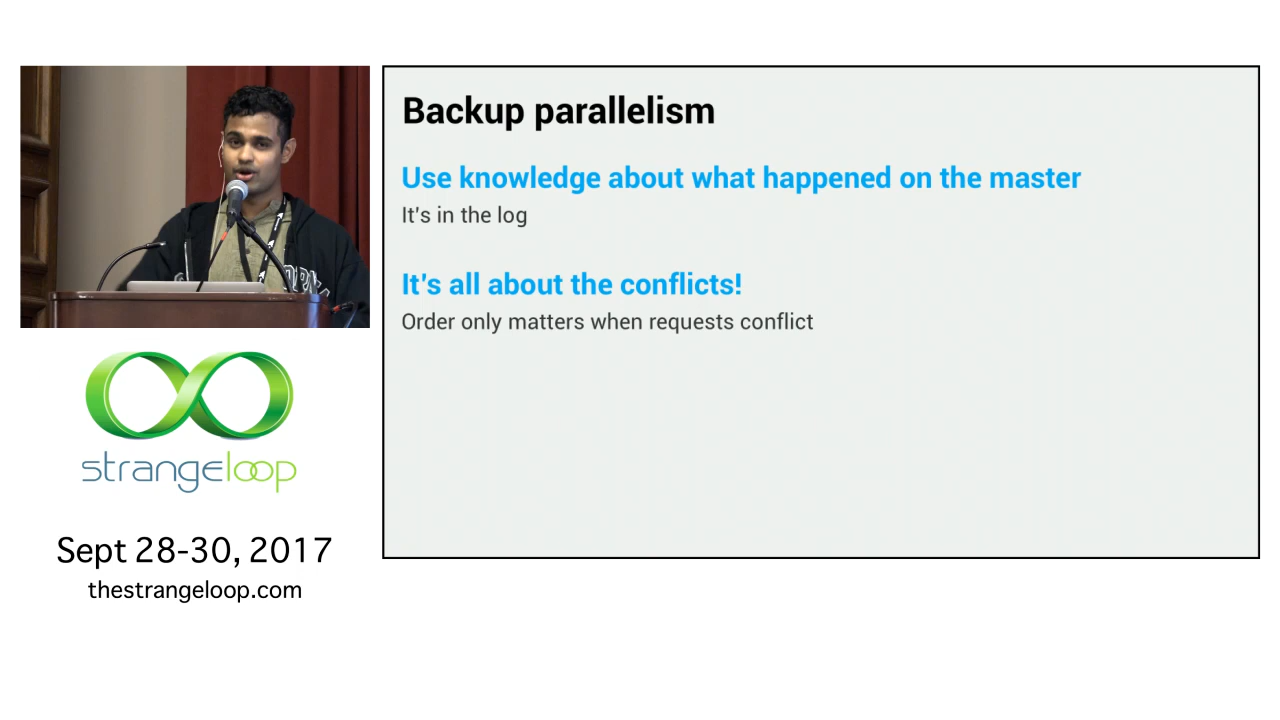 Backup parallelism
Use knowledge about what happened on the master
It's in the log
It's all about the conflicts!
Order only matters when requests conflict
strangeloop
Sept 28-30, 2017
thestrangeloop.com